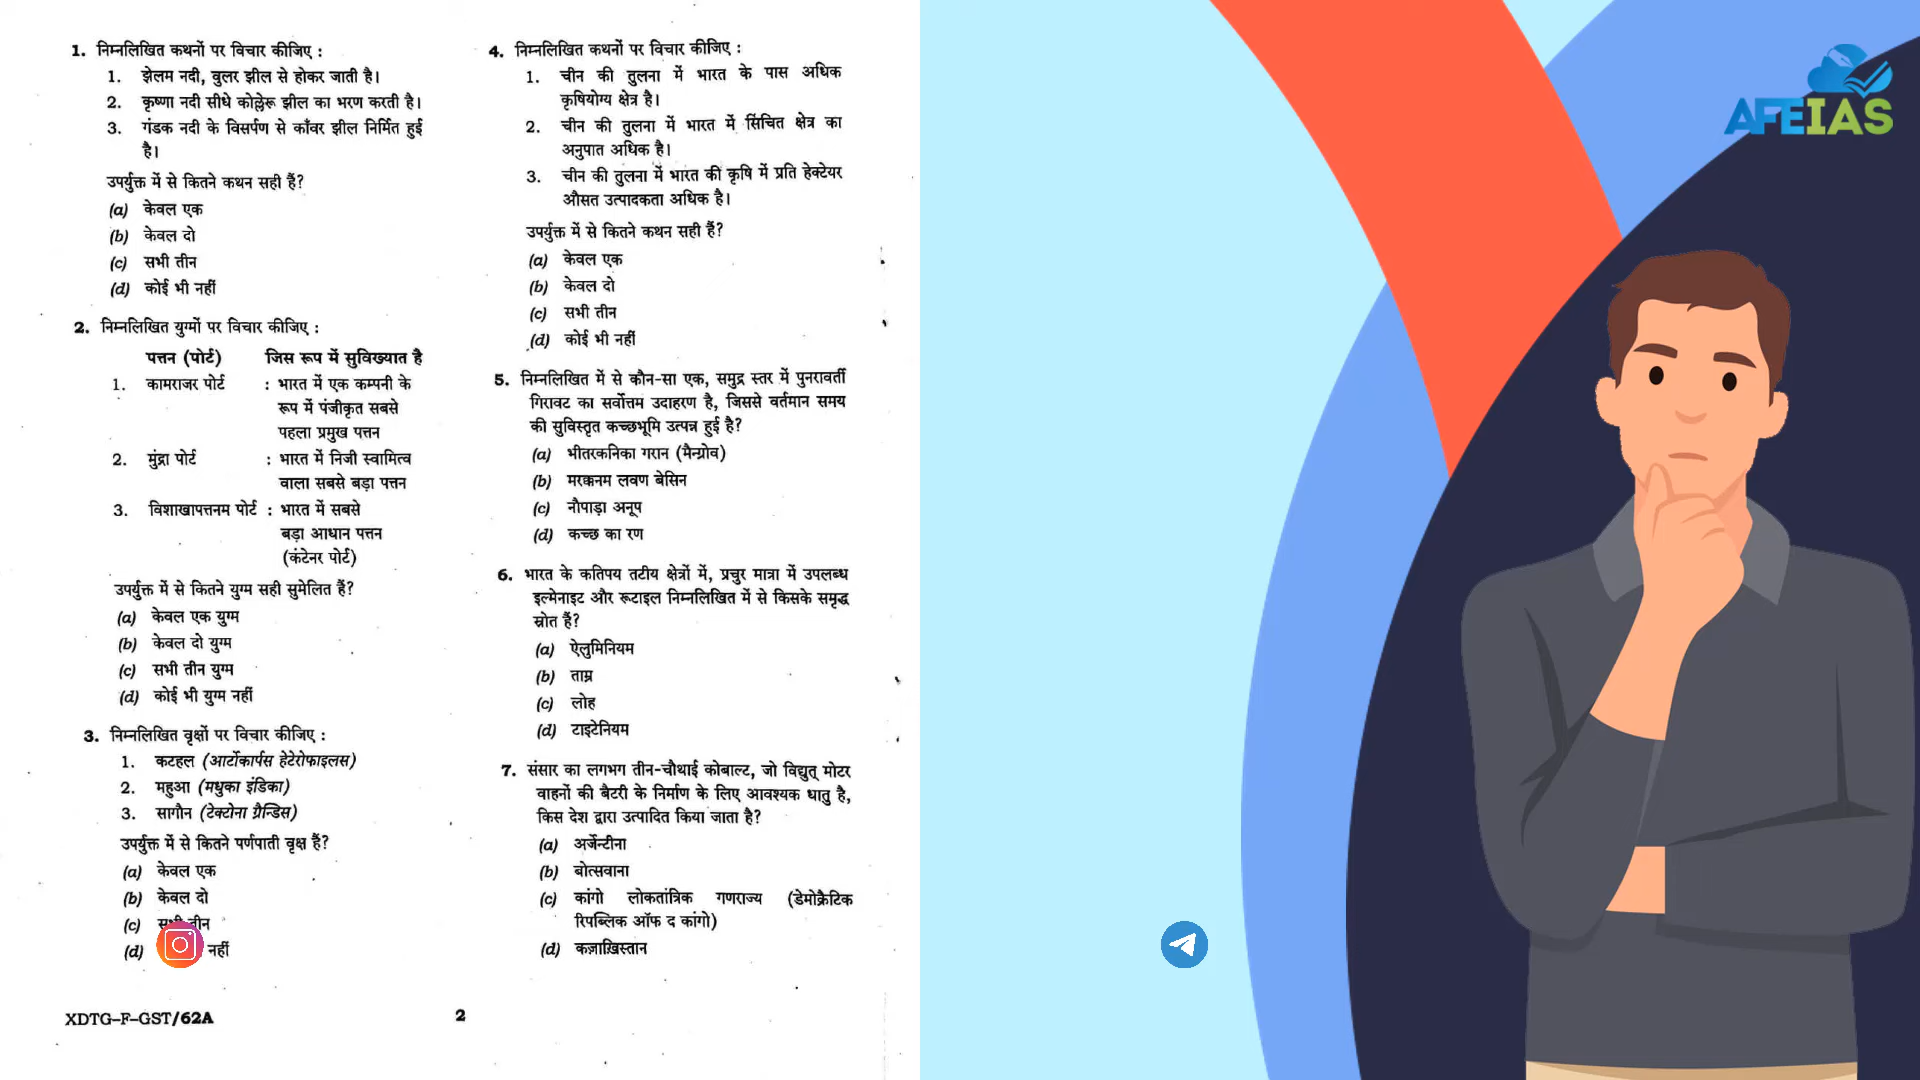 1. निम्नलिखित कथनों पर विचार कीजिए :
1. झेलम नदी, वुलर झील से होकर जाती है।
2. कृष्णा नदी सीधे कोल्लेरू झील का भरण करती है।
3. गंडक नदी के विसर्पण से काँवर झील निर्मित हुई
है।
उपर्युक्त में से कितने कथन सही हैं?
(a) केवल एक
(b) केवल दो
(c) सभी तीन
(d) कोई भी नहीं
2. निम्नलिखित युग्मों पर विचार कीजिए :
पत्तन (पोर्ट) जिस रूप में सुविख्यात है
1. कामराजर पोर्ट : भारत में एक कम्पनी के
रूप में पंजीकृत सबसे
पहला प्रमुख पत्तन
2. मुंद्रा पोर्ट : भारत में निजी स्वामित्व
वाला सबसे बड़ा पत्तन
3. विशाखापत्तनम पोर्ट : भारत में सबसे
बड़ा आधान पत्तन
(कंटेनर पोर्ट)
उपर्युक्त में से कितने युग्म सही सुमेलित हैं?
(a) केवल एक युग्म
(b) केवल दो युग्म
(c) सभी तीन युग्म
(d) कोई भी युग्म नहीं
3. निम्नलिखित वृक्षों पर विचार कीजिए :
1. कटहल (आर्टोकार्पस हेटेरोफाइलस)
2. महुआ (मधुका इंडिका)
3. सागौन (टेक्टोना ग्रैन्डिस)
उपर्युक्त में से कितने पर्णपाती वृक्ष हैं?
(a) केवल एक
(b) केवल दो
(c) सभी तीन
(d) नहीं
XDTG–F–GST/62A
4. निम्नलिखित कथनों पर विचार कीजिए :
1. चीन की तुलना में भारत के पास अधिक
कृषियोग्य क्षेत्र है।
2. चीन की तुलना में भारत में सिंचित क्षेत्र का
अनुपात अधिक है।
3. चीन की तुलना में भारत की कृषि में प्रति हेक्टेयर
औसत उत्पादकता अधिक है।
उपर्युक्त में से कितने कथन सही हैं?
(a) केवल एक
(b) केवल दो
(c) सभी तीन
(d) कोई भी नहीं
5. निम्नलिखित में से कौन-सा एक, समुद्र स्तर में पुनरावर्ती
गिरावट का सर्वोत्तम उदाहरण है, जिससे वर्तमान समय
की सुविस्तृत कच्छभूमि उत्पन्न हुई है?
(a) भीतरकनिका गरान (मैन्ग्रोव)
(b) मरक्कनम लवण बेसिन
(c) नौपाड़ा अनूप
(d) कच्छ का रण
6. भारत के कतिपय तटीय क्षेत्रों में, प्रचुर मात्रा में उपलब्ध
इल्मेनाइट और रूटाइल निम्नलिखित में से किसके समृद्ध
स्रोत हैं?
(a) ऐलुमिनियम
(b) ताम्र
(c) लोह
(d) टाइटेनियम
7. संसार का लगभग तीन-चौथाई कोबाल्ट, जो विद्युत् मोटर
वाहनों की बैटरी के निर्माण के लिए आवश्यक धातु है,
किस देश द्वारा उत्पादित किया जाता है?
(a) अर्जेन्टीना
(b) बोत्सवाना
(c) कांगो लोकतांत्रिक गणराज्य (डेमोक्रैटिक
रिपब्लिक ऑफ द कांगो)
(d) कज़ाख़िस्तान
2
AFEIAS